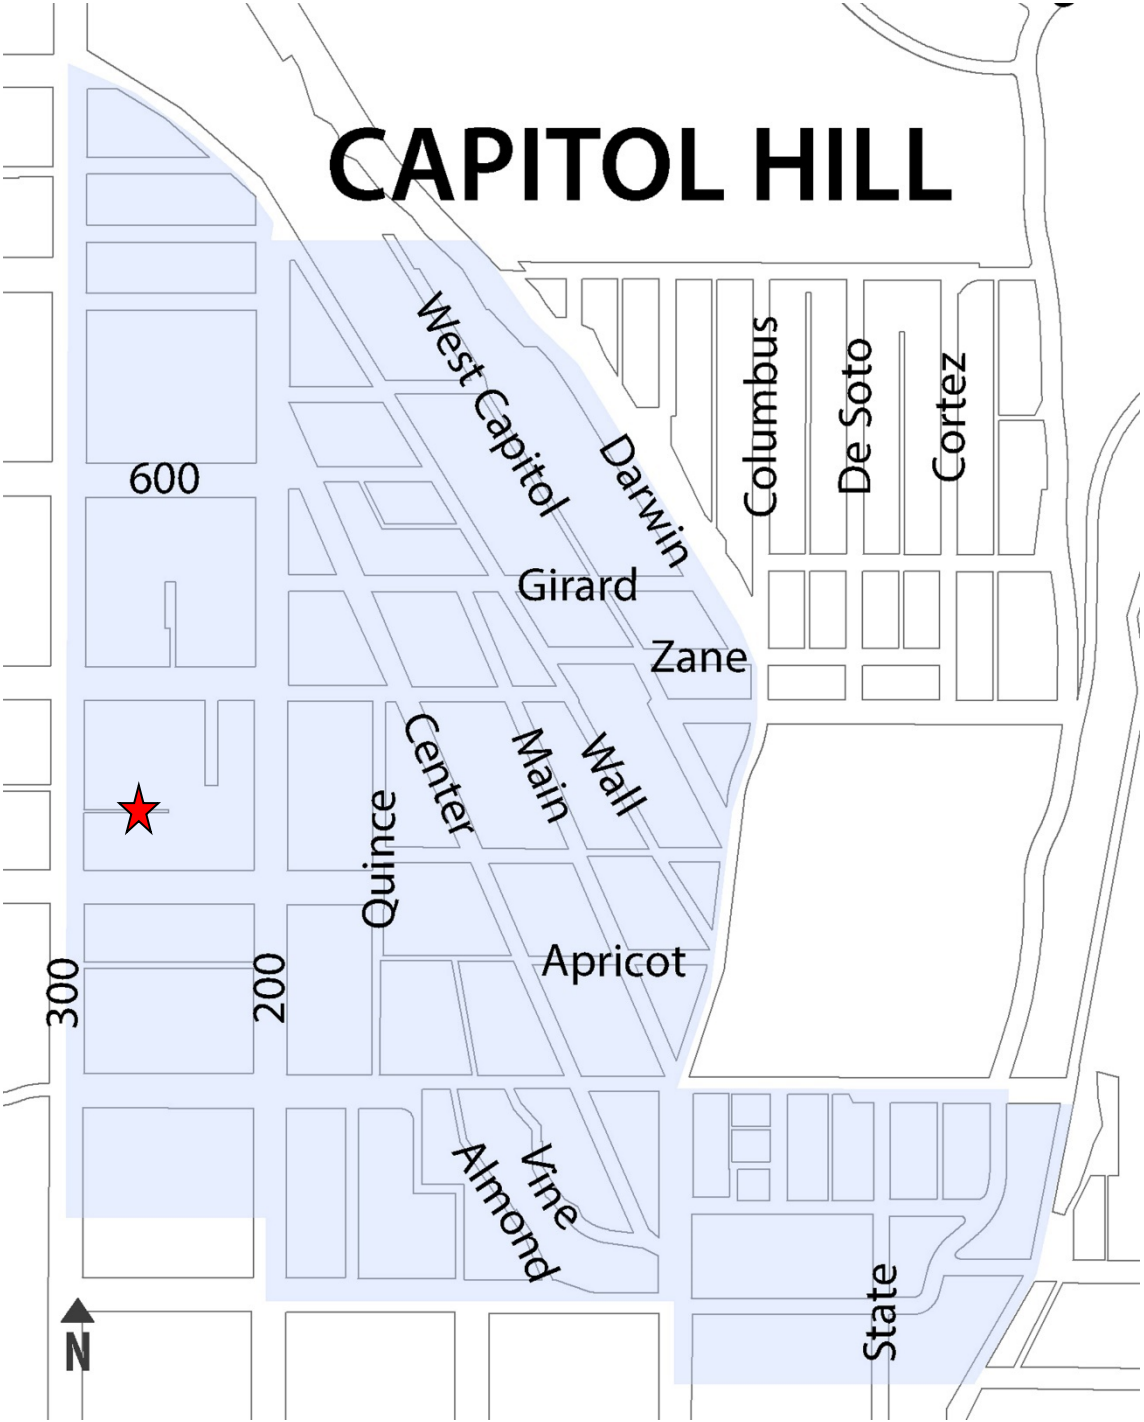 CAPITOL HILL
West Capitol
Columbus
De Soto
Cortez
Darwin
600
Girard
Zane
Center
Main
Wall
Quince
Apricot
300
200
Almond
Vine
State
N